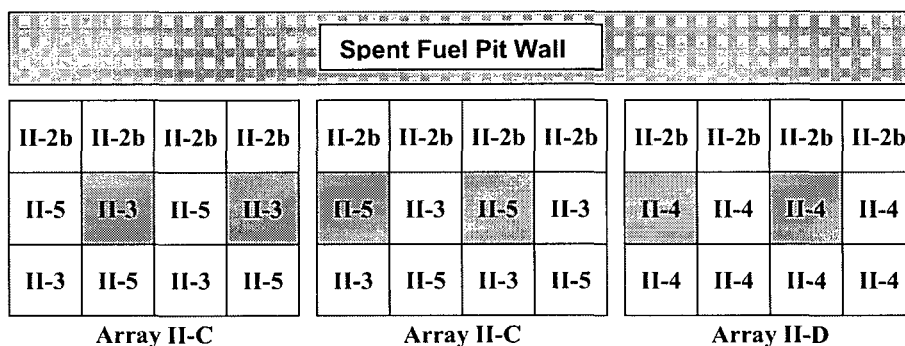 Spent Fuel Pit Wall
II-2b II-2b II-2b II-2b II-2b II-2b II-2b II-2b II-2b II-2b II-2b II-2b
II-5 II-3 II-5 II-3 II-5 II-3 II-5 II-3 II-4 II-4 II-4 II-4
II-3 II-5 II-3 II-5 II-3 II-5 II-3 II-5 II-4 II-4 II-4 II-4
Array II-C Array II-C Array II-D